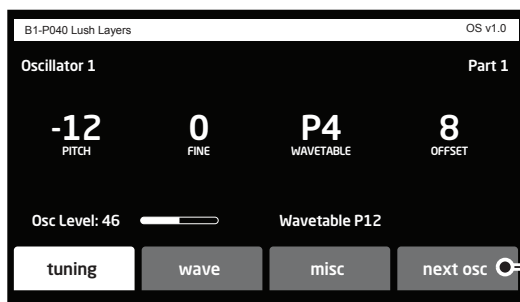 B1-P040 Lush Layers OS v1.0
Oscillator 1 Part 1
-12 0 P4 8
PITCH FINE WAVETABLE OFFSET
Osc Level: 46 Wavetable P12
tuning wave misc next osc